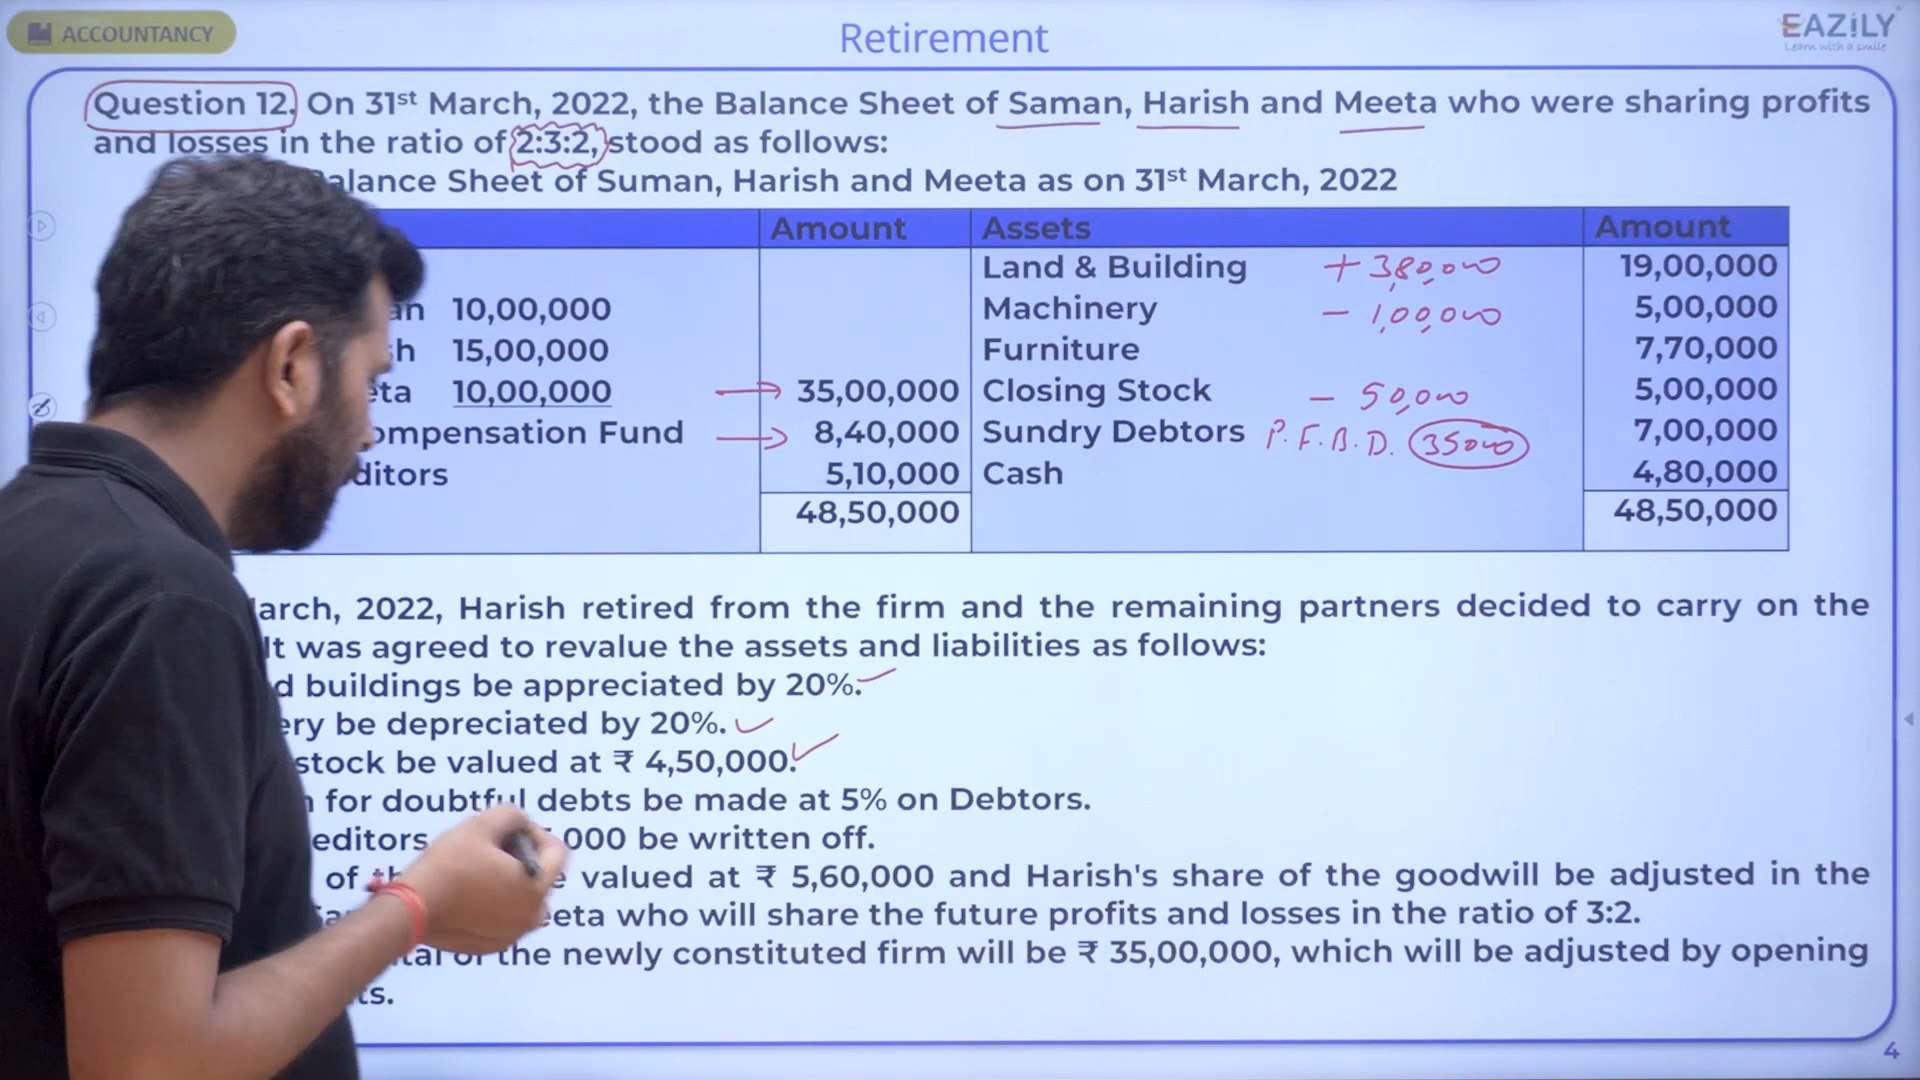 ACCOUNTANCY
Retirement
EAZiLY
Learn with a smile
Question 12. On 31st March, 2022, the Balance Sheet of Saman, Harish and Meeta who were sharing profits
and losses in the ratio of 2:3:2, stood as follows:
alance Sheet of Suman, Harish and Meeta as on 31st March, 2022
Amount Assets Amount
Land & Building + 3,80,000 19,00,000
an 10,00,000 Machinery - 1,00,000 5,00,000
h 15,00,000 Furniture 7,70,000
eta 10,00,000 35,00,000 Closing Stock - 50,000 5,00,000
ompensation Fund 8,40,000 Sundry Debtors P.F.B.D. 35000 7,00,000
ditors 5,10,000 Cash 4,80,000
48,50,000 48,50,000
arch, 2022, Harish retired from the firm and the remaining partners decided to carry on the
It was agreed to revalue the assets and liabilities as follows:
d buildings be appreciated by 20%.
ery be depreciated by 20%.
stock be valued at ₹ 4,50,000.
for doubtful debts be made at 5% on Debtors.
editors 000 be written off.
of valued at ₹ 5,60,000 and Harish's share of the goodwill be adjusted in the
eeta who will share the future profits and losses in the ratio of 3:2.
tal of the newly constituted firm will be ₹ 35,00,000, which will be adjusted by opening
ts.
4